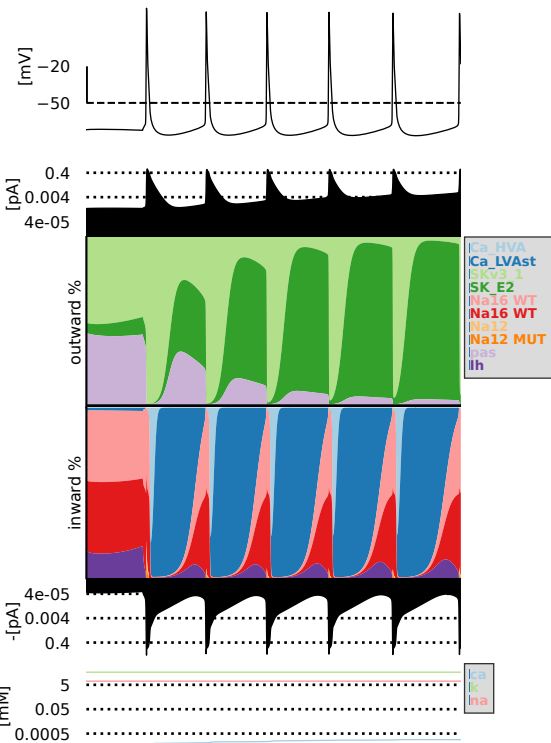 [mV]
−20
−50
[pA]
0.4
0.004
4e-05
outward %
Ca_HVA
Ca_LVAst
SKv3_1
SK_E2
Na16 WT
Na16 WT
Na12
Na12 MUT
pas
Ih
inward %
-[pA]
4e-05
0.004
0.4
[mM]
5
0.05
0.0005
ca
k
na